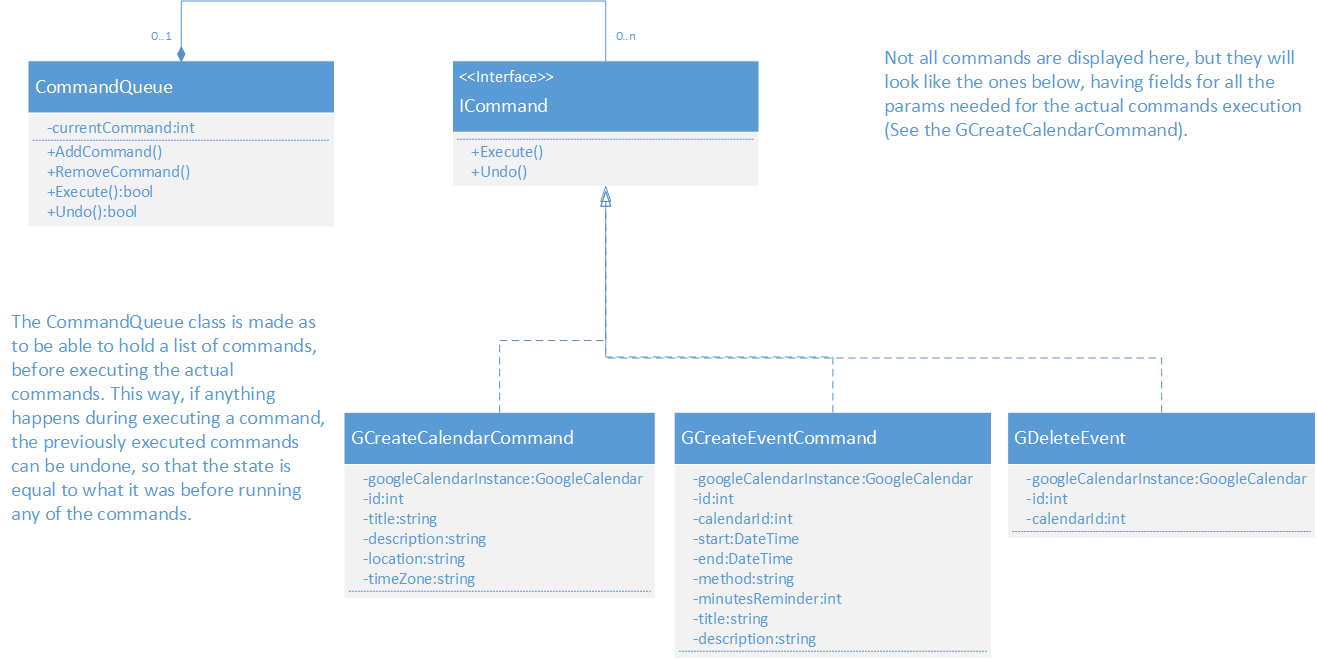 0..1
0..n
CommandQueue
-currentCommand:int
+AddCommand()
+RemoveCommand()
+Execute():bool
+Undo():bool
<<Interface>>
ICommand
+Execute()
+Undo()
Not all commands are displayed here, but they will
look like the ones below, having fields for all the
params needed for the actual commands execution
(See the GCreateCalendarCommand).
The CommandQueue class is made as
to be able to hold a list of commands,
before executing the actual
commands. This way, if anything
happens during executing a command,
the previously executed commands
can be undone, so that the state is
equal to what it was before running
any of the commands.
GCreateCalendarCommand
-googleCalendarInstance:GoogleCalendar
-id:int
-title:string
-description:string
-location:string
-timeZone:string
GCreateEventCommand
-googleCalendarInstance:GoogleCalendar
-id:int
-calendarId:int
-start:DateTime
-end:DateTime
-method:string
-minutesReminder:int
-title:string
-description:string
GDeleteEvent
-googleCalendarInstance:GoogleCalendar
-id:int
-calendarId:int